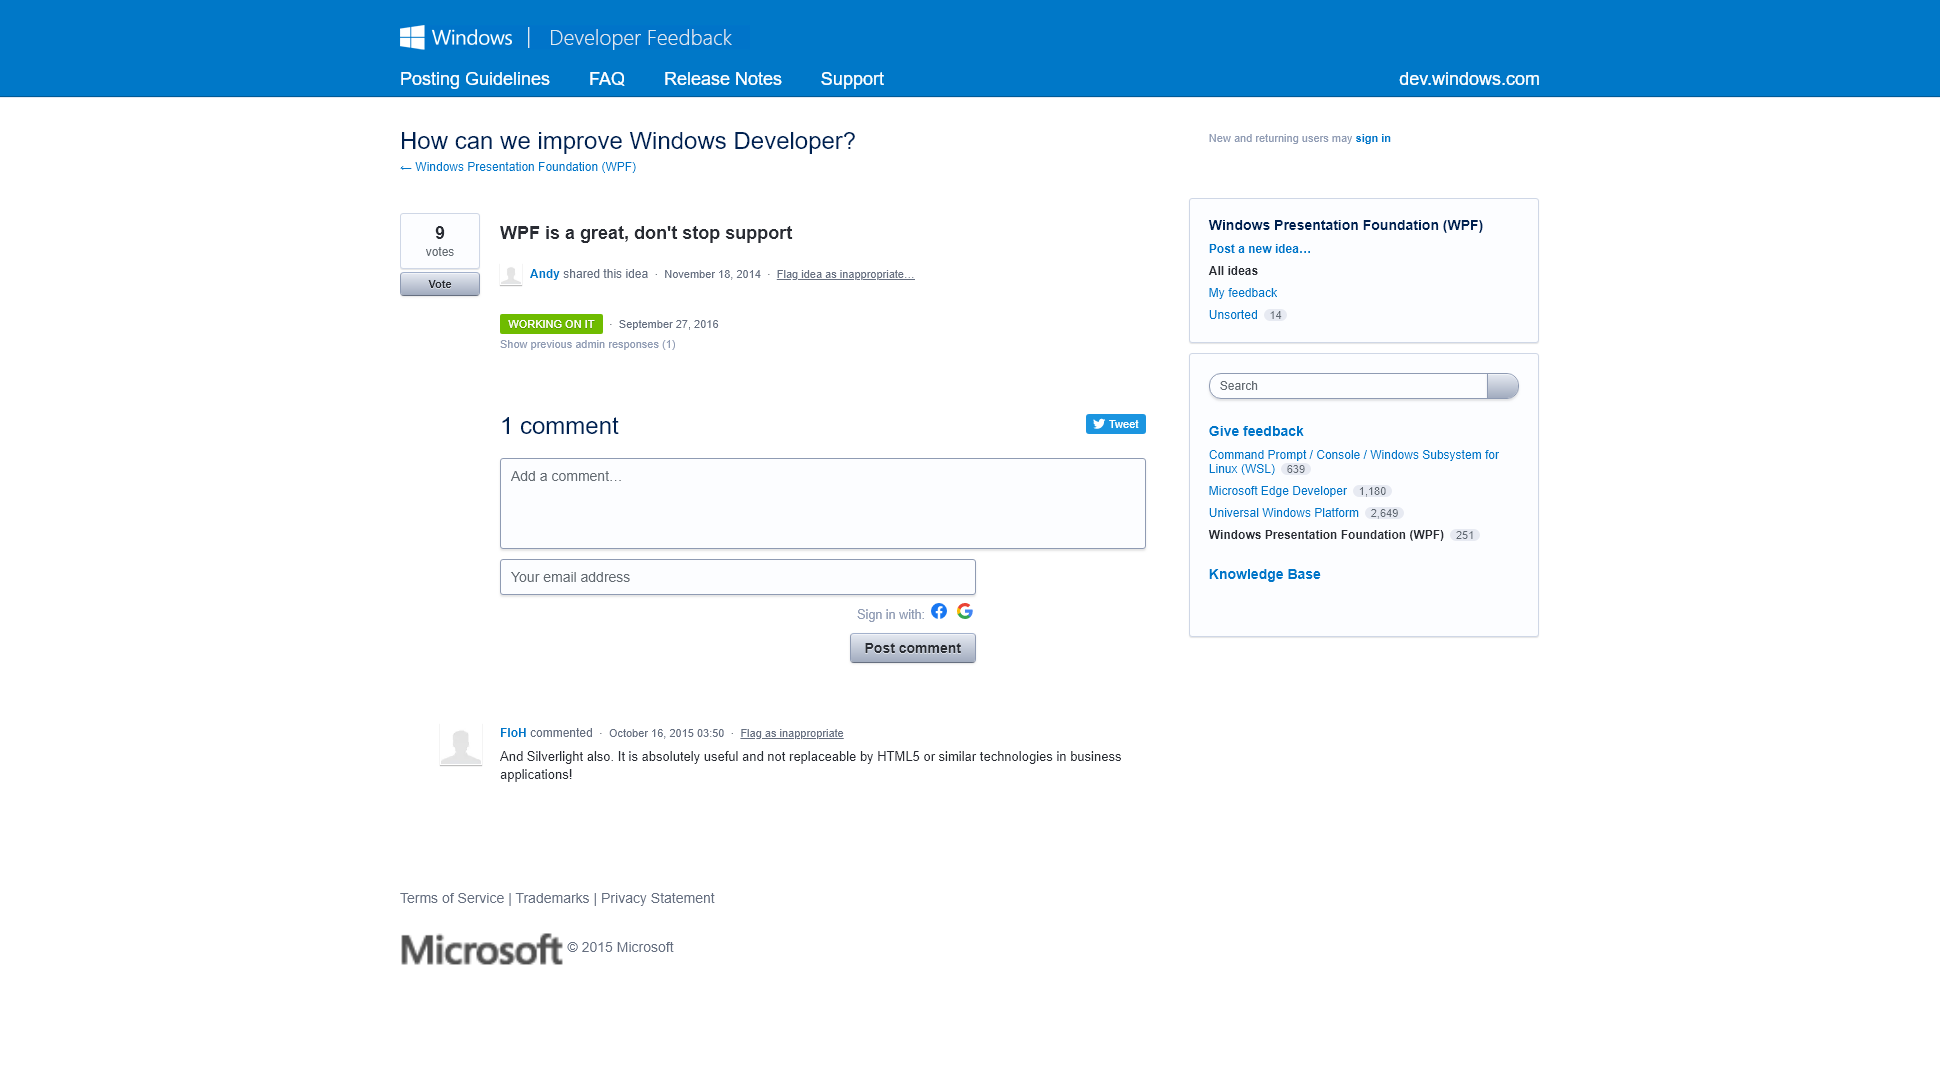 Windows | Developer Feedback
Posting Guidelines FAQ Release Notes Support dev.windows.com
How can we improve Windows Developer?
← Windows Presentation Foundation (WPF)
New and returning users may sign in
9
votes
Vote
WPF is a great, don't stop support
Andy shared this idea · November 18, 2014 · Flag idea as inappropriate…
WORKING ON IT · September 27, 2016
Show previous admin responses (1)
1 comment
Tweet
Add a comment…
Your email address
Sign in with:
Post comment
FloH commented · October 16, 2015 03:50 · Flag as inappropriate
And Silverlight also. It is absolutely useful and not replaceable by HTML5 or similar technologies in business
applications!
Windows Presentation Foundation (WPF)
Post a new idea…
All ideas
My feedback
Unsorted 14
Search
Give feedback
Command Prompt / Console / Windows Subsystem for
Linux (WSL) 639
Microsoft Edge Developer 1,180
Universal Windows Platform 2,649
Windows Presentation Foundation (WPF) 251
Knowledge Base
Terms of Service | Trademarks | Privacy Statement
Microsoft © 2015 Microsoft